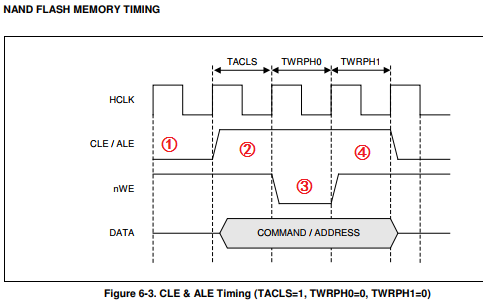 NAND FLASH MEMORY TIMING
TACLS TWRPH0 TWRPH1
HCLK
CLE / ALE ① ② ④
nWE ③
DATA COMMAND / ADDRESS
Figure 6-3. CLE & ALE Timing (TACLS=1, TWRPH0=0, TWRPH1=0)